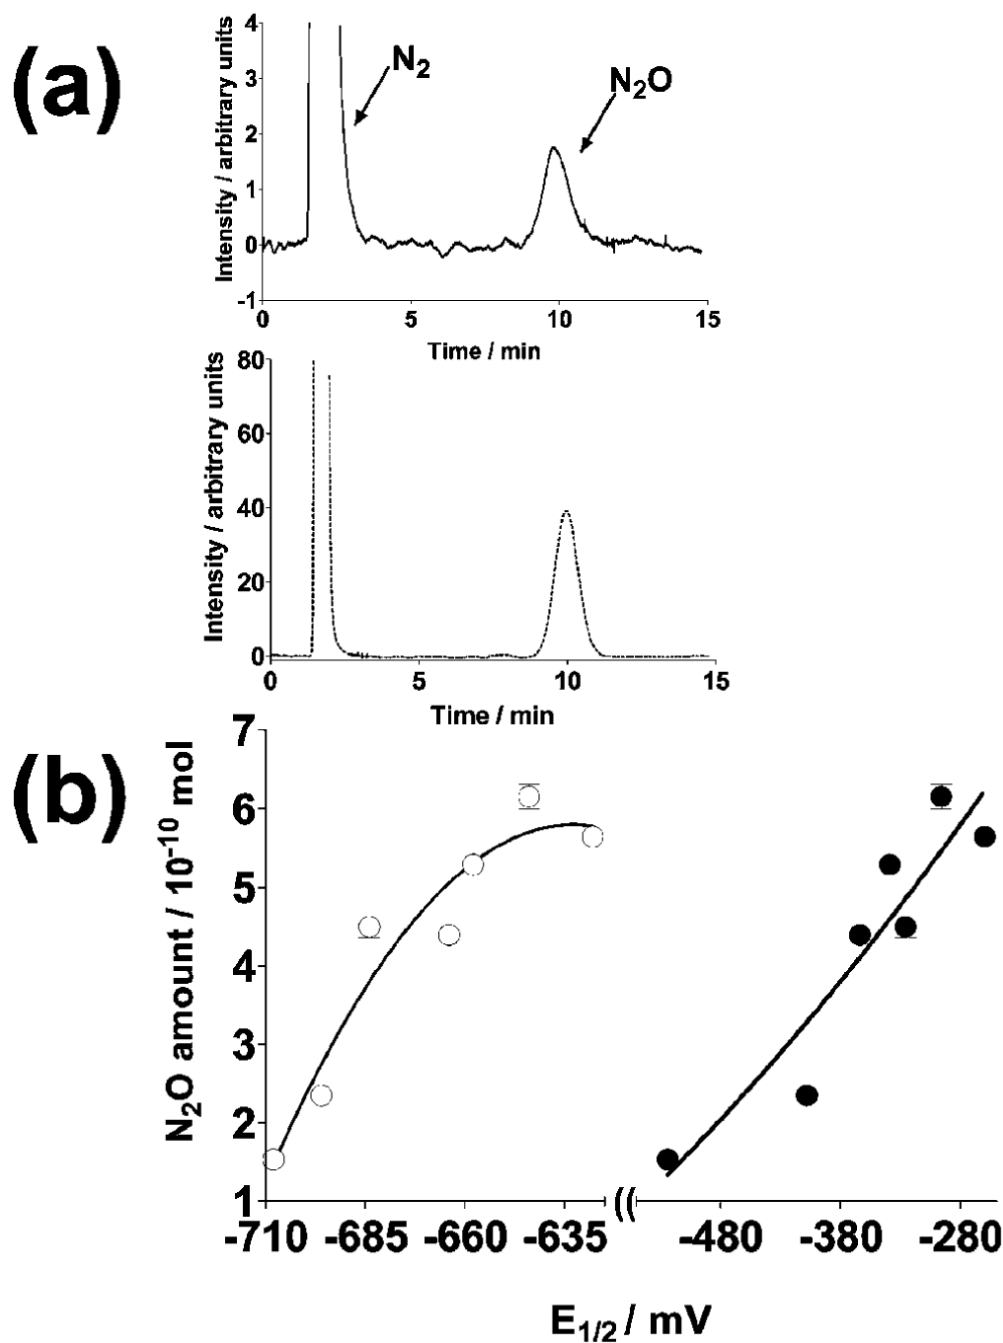 (a)
Intensity / arbitrary units
4
3
2
1
0
-1
N₂
N₂O
0 5 10 15
Time / min
Intensity / arbitrary units
80
60
40
20
0
0 5 10 15
Time / min
(b)
N₂O amount / 10⁻¹⁰ mol
7
6
5
4
3
2
1
-710 -685 -660 -635 -480 -380 -280
E₁/₂ / mV